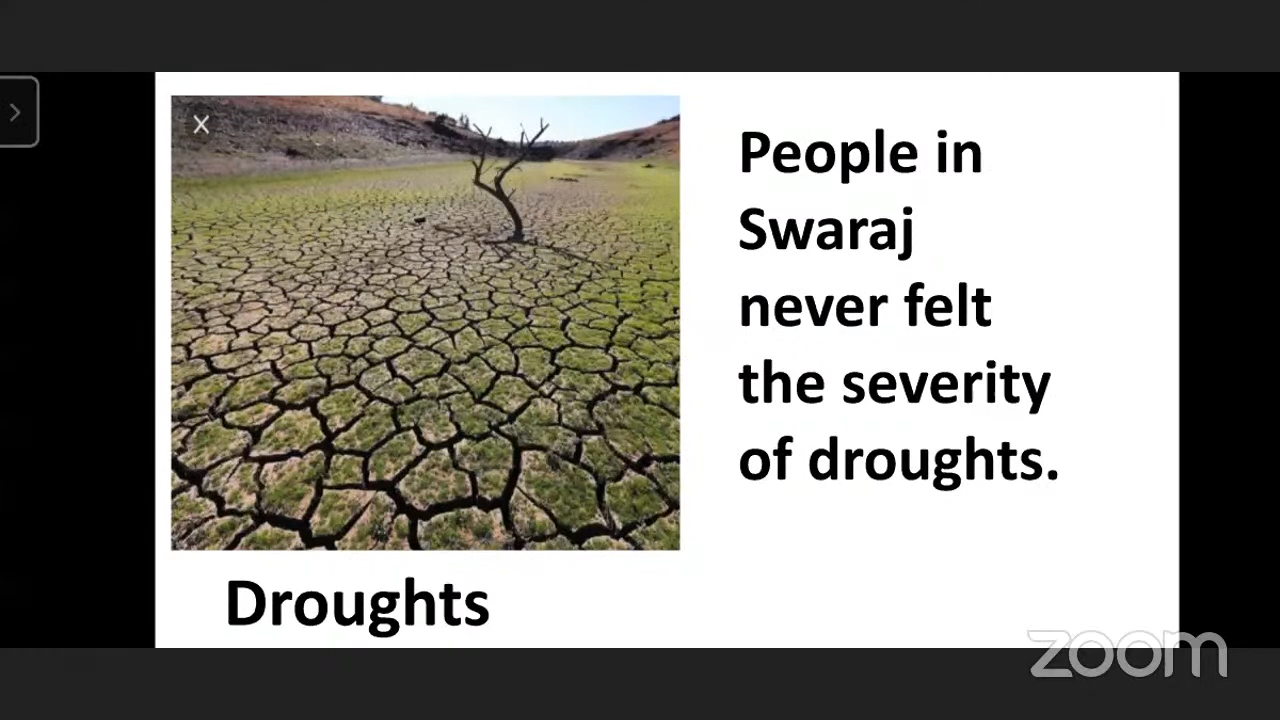 People in
Swaraj
never felt
the severity
of droughts.
Droughts
zoom